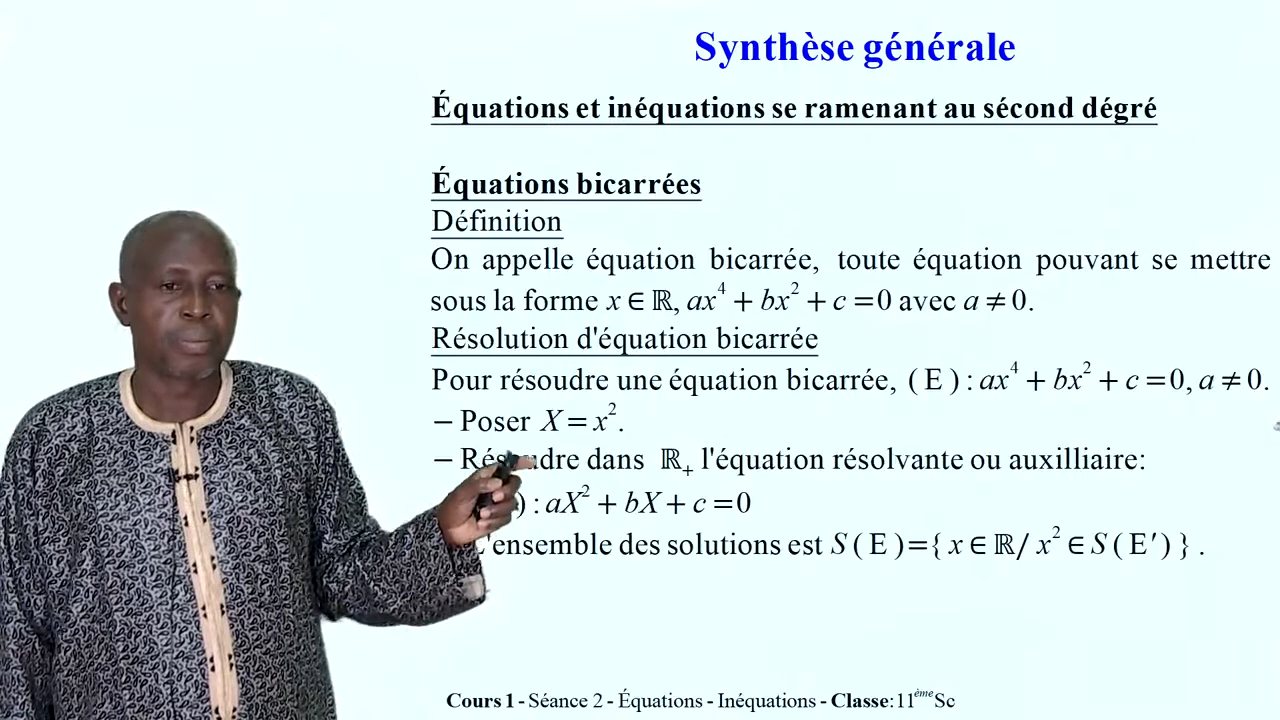 Synthèse générale
Équations et inéquations se ramenant au sécond dégré
Équations bicarrées
Définition
On appelle équation bicarrée, toute équation pouvant se mettre
sous la forme x ∈ ℝ, ax⁴ + bx² + c = 0 avec a ≠ 0.
Résolution d'équation bicarrée
Pour résoudre une équation bicarrée, ( E ) : ax⁴ + bx² + c = 0, a ≠ 0.
– Poser X = x².
– Résoudre dans ℝ₊ l'équation résolvante ou auxilliaire:
) : aX² + bX + c = 0
L'ensemble des solutions est S ( E ) = { x ∈ ℝ / x² ∈ S ( E′ ) } .
Cours 1 - Séance 2 - Équations - Inéquations - Classe: 11ème Sc